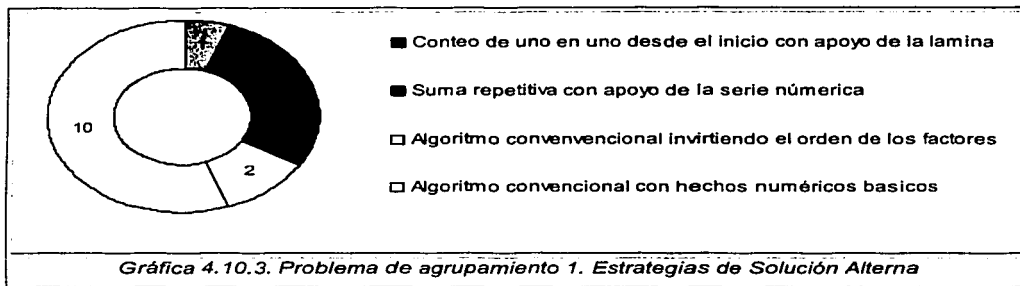 Conteo de uno en uno desde el inicio con apoyo de la lamina
Suma repetitiva con apoyo de la serie númerica
10
2
Algoritmo convenvencional invirtiendo el orden de los factores
Algoritmo convencional con hechos numéricos basicos
Gráfica 4.10.3. Problema de agrupamiento 1. Estrategias de Solución Alterna